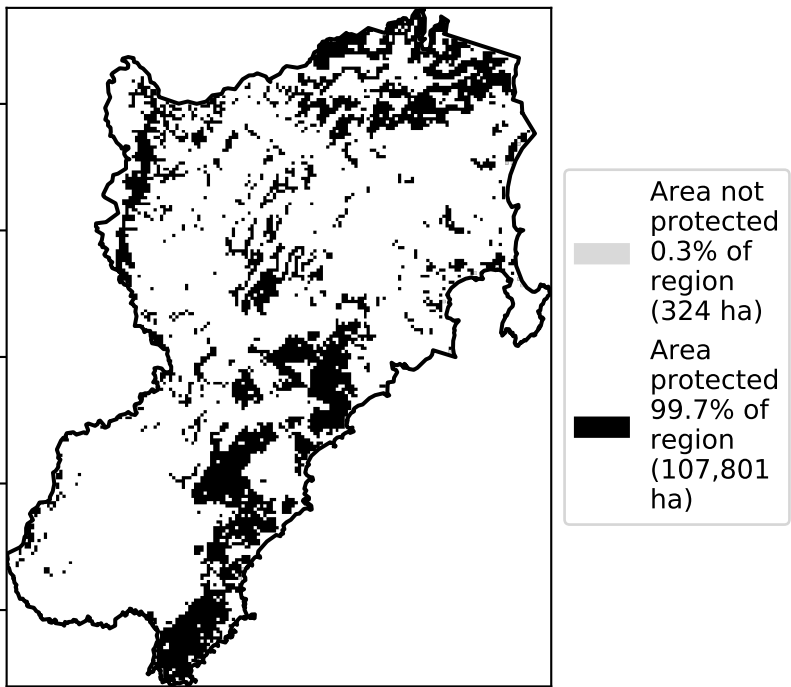 Area not
protected
0.3% of
region
(324 ha)
Area
protected
99.7% of
region
(107,801
ha)